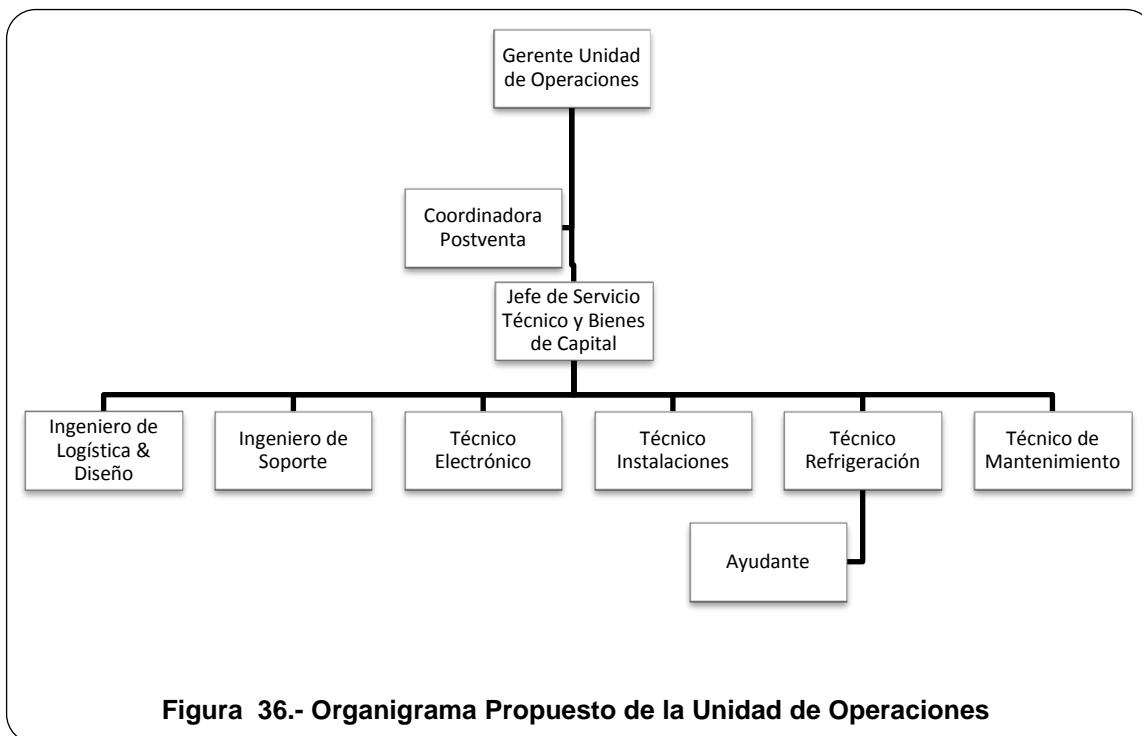 Gerente Unidad
de Operaciones
Coordinadora
Postventa
Jefe de Servicio
Técnico y Bienes
de Capital
Ingeniero de
Logística &
Diseño
Ingeniero de
Soporte
Técnico
Electrónico
Técnico
Instalaciones
Técnico
Refrigeración
Técnico de
Mantenimiento
Ayudante
Figura 36.- Organigrama Propuesto de la Unidad de Operaciones